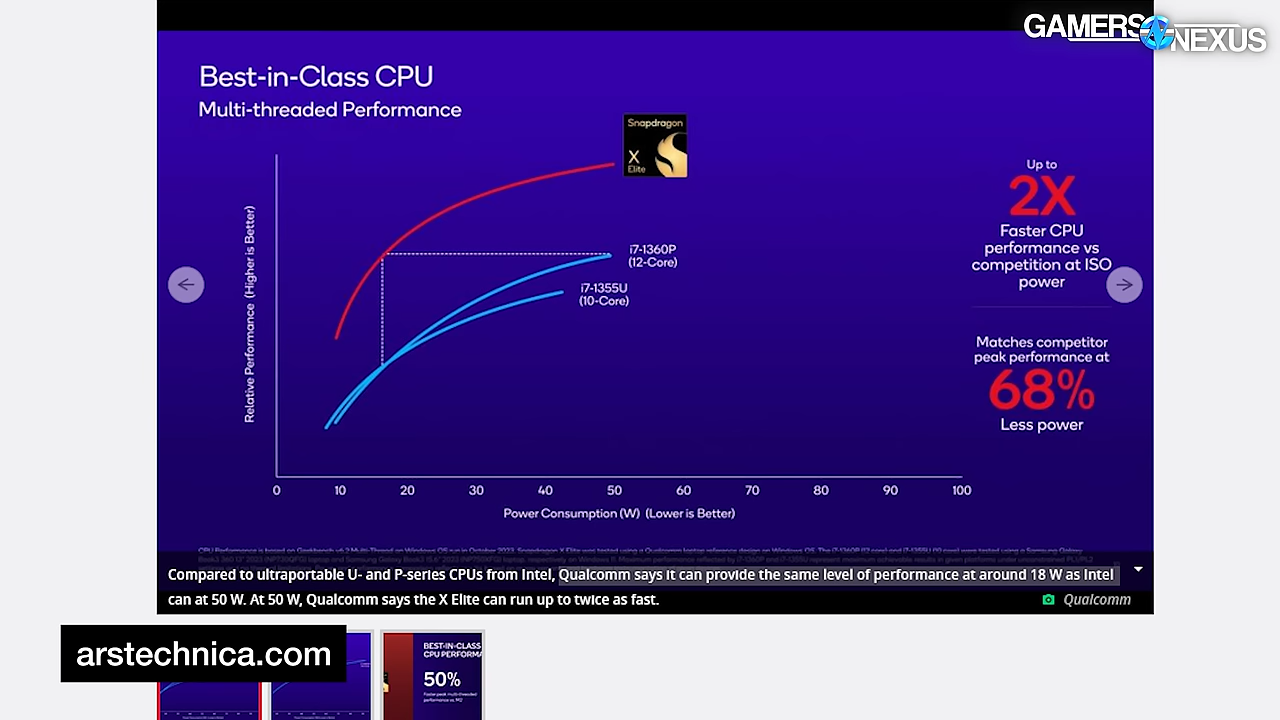 GAMERS NEXUS
Best-in-Class CPU
Multi-threaded Performance
Snapdragon
X
Elite
Up to
2X
Faster CPU
performance vs
competition at ISO
power
i7-1360P
(12-Core)
i7-1355U
(10-Core)
Relative Performance (Higher is Better)
Matches competitor
peak performance at
68%
Less power
0 10 20 30 40 50 60 70 80 90 100
Power Consumption (W) (Lower is Better)
Compared to ultraportable U- and P-series CPUs from Intel, Qualcomm says it can provide the same level of performance at around 18 W as Intel
can at 50 W. At 50 W, Qualcomm says the X Elite can run up to twice as fast.
Qualcomm
arstechnica.com
BEST-IN-CLASS
CPU PERFORMA
50%